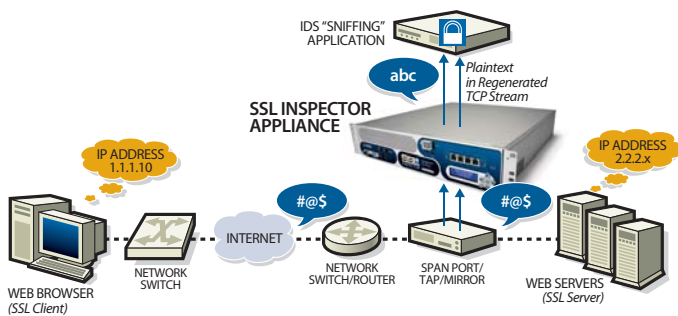 IDS "SNIFFING"
APPLICATION
abc
Plaintext
in Regenerated
TCP Stream
SSL INSPECTOR
APPLIANCE
IP ADDRESS
1.1.1.10
IP ADDRESS
2.2.2.x
#@$
#@$
INTERNET
NETWORK
SWITCH
NETWORK
SWITCH/ROUTER
SPAN PORT/
TAP/MIRROR
WEB BROWSER
(SSL Client)
WEB SERVERS
(SSL Server)